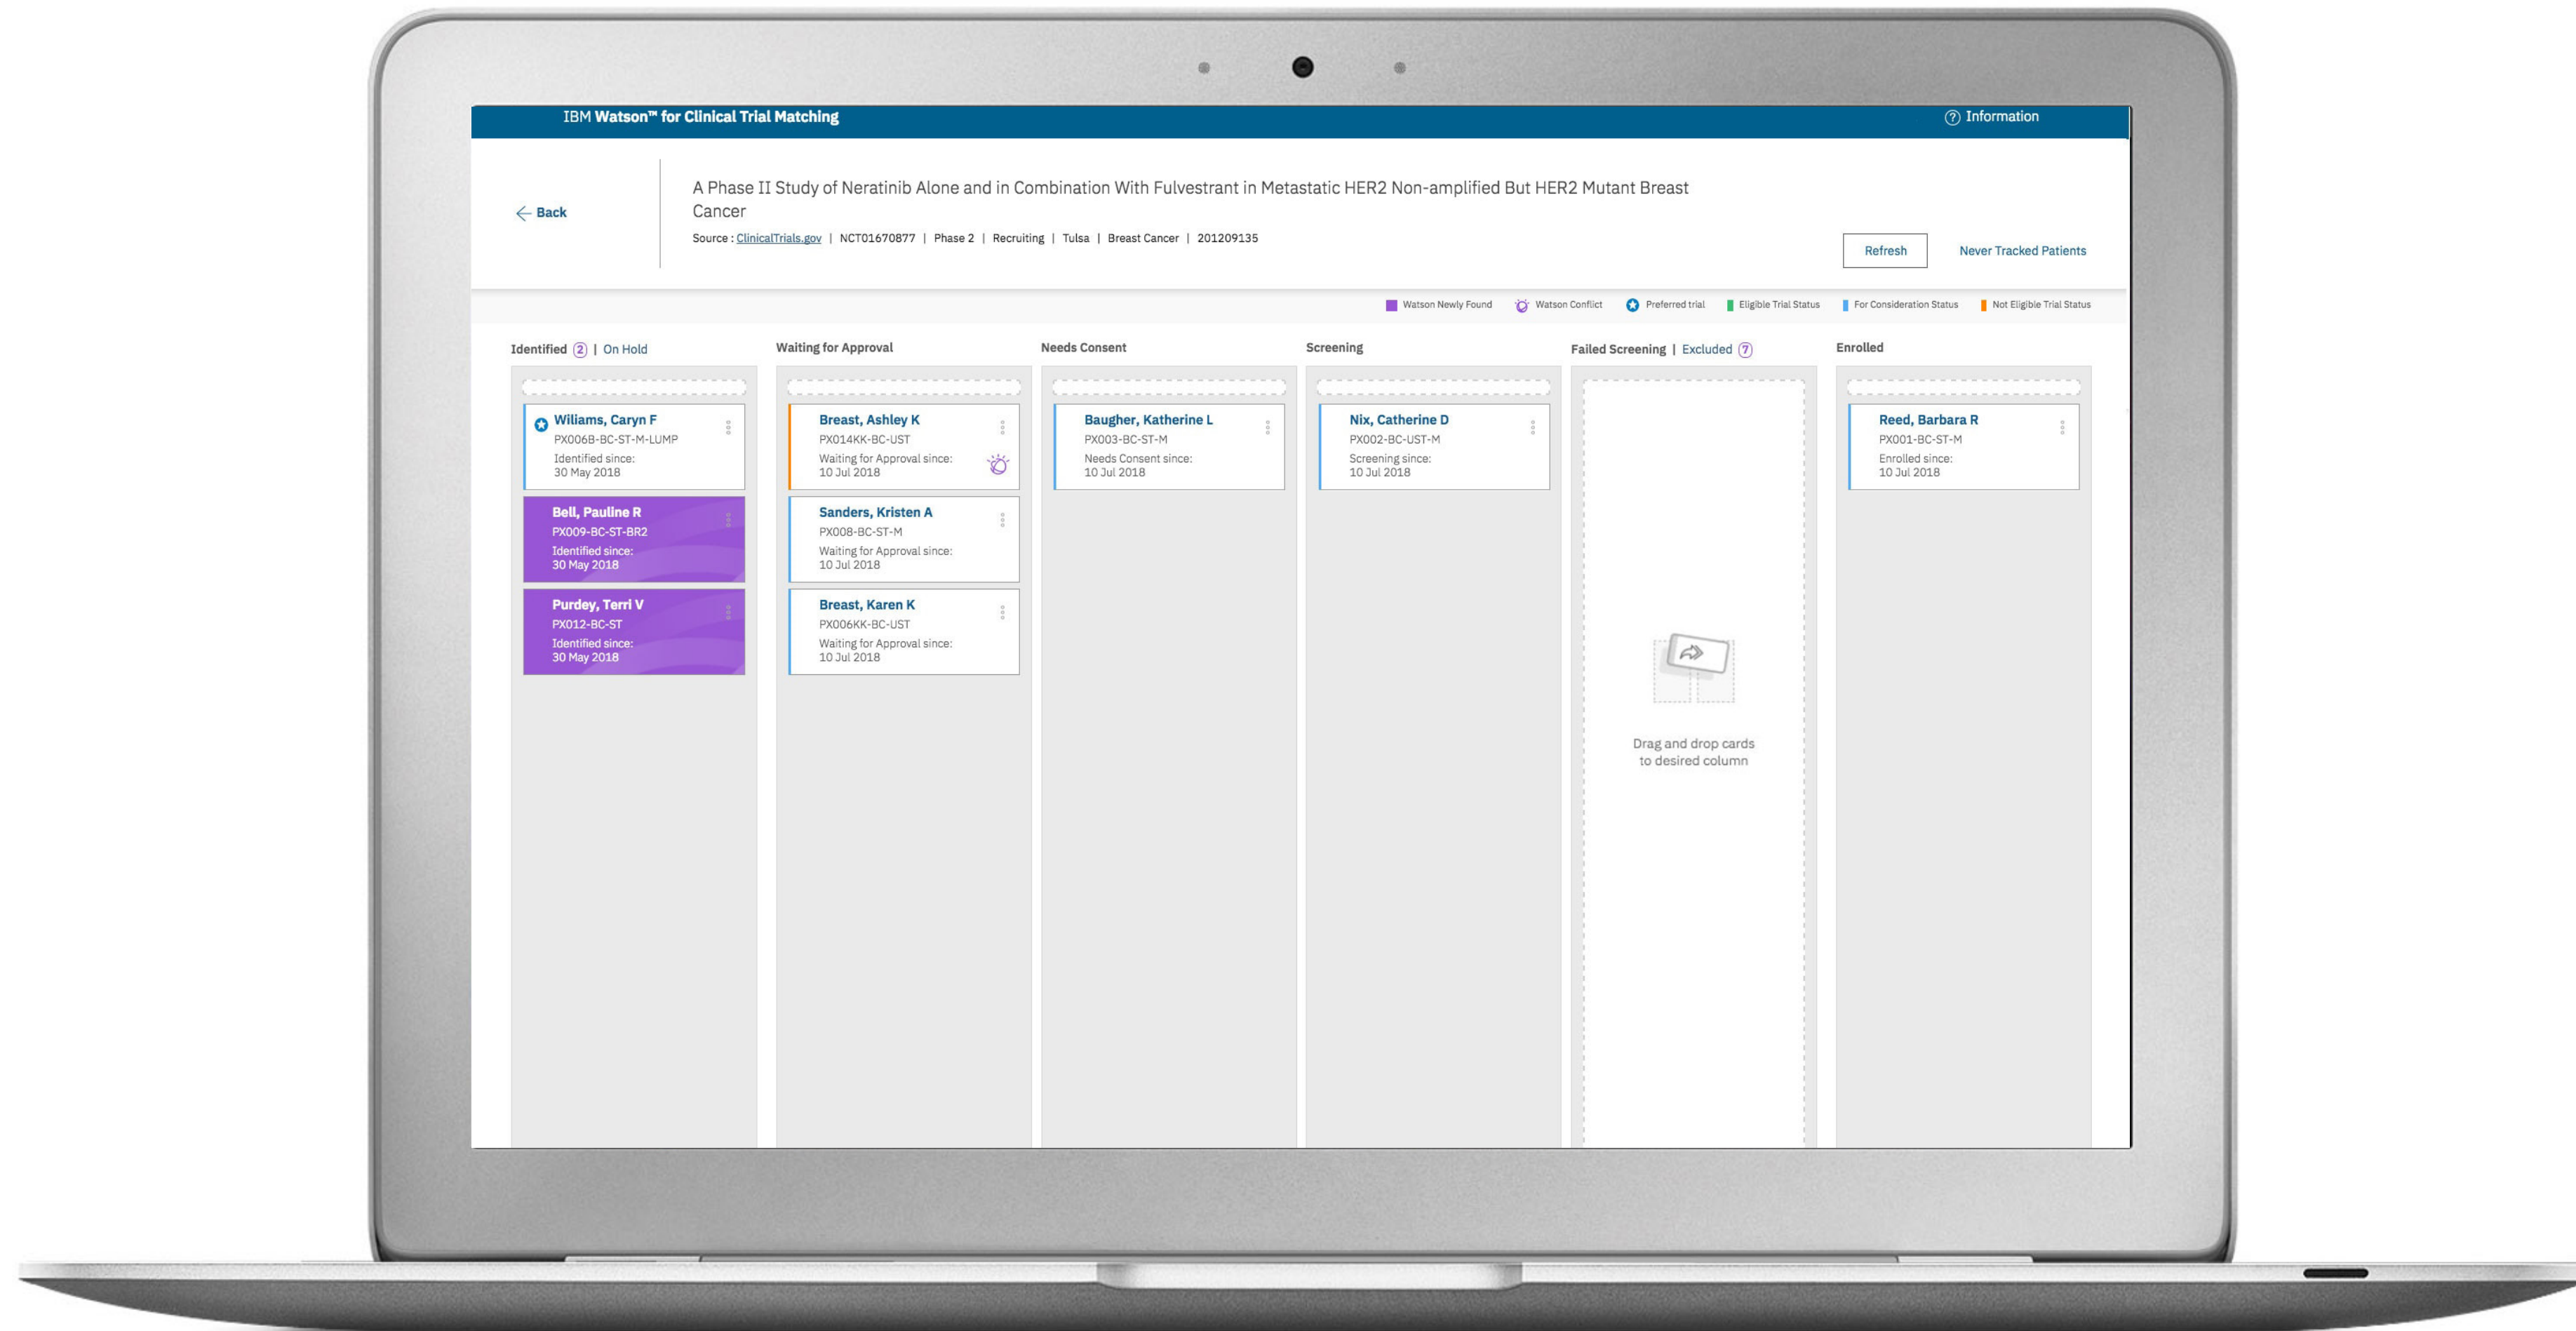 IBM Watson™ for Clinical Trial Matching
Information
Back
A Phase II Study of Neratinib Alone and in Combination With Fulvestrant in Metastatic HER2 Non-amplified But HER2 Mutant Breast
Cancer
Source : ClinicalTrials.gov | NCT01670877 | Phase 2 | Recruiting | Tulsa | Breast Cancer | 201209135
Refresh
Never Tracked Patients
Watson Newly Found
Watson Conflict
Preferred trial
Eligible Trial Status
For Consideration Status
Not Eligible Trial Status
Identified 2 | On Hold
Wiliams, Caryn F
PX006B-BC-ST-M-LUMP
Identified since:
30 May 2018
Bell, Pauline R
PX009-BC-ST-BR2
Identified since:
30 May 2018
Purdey, Terri V
PX012-BC-ST
Identified since:
30 May 2018
Waiting for Approval
Breast, Ashley K
PX014KK-BC-UST
Waiting for Approval since:
10 Jul 2018
Sanders, Kristen A
PX008-BC-ST-M
Waiting for Approval since:
10 Jul 2018
Breast, Karen K
PX006KK-BC-UST
Waiting for Approval since:
10 Jul 2018
Needs Consent
Baugher, Katherine L
PX003-BC-ST-M
Needs Consent since:
10 Jul 2018
Screening
Nix, Catherine D
PX002-BC-UST-M
Screening since:
10 Jul 2018
Failed Screening | Excluded 7
Drag and drop cards
to desired column
Enrolled
Reed, Barbara R
PX001-BC-ST-M
Enrolled since:
10 Jul 2018